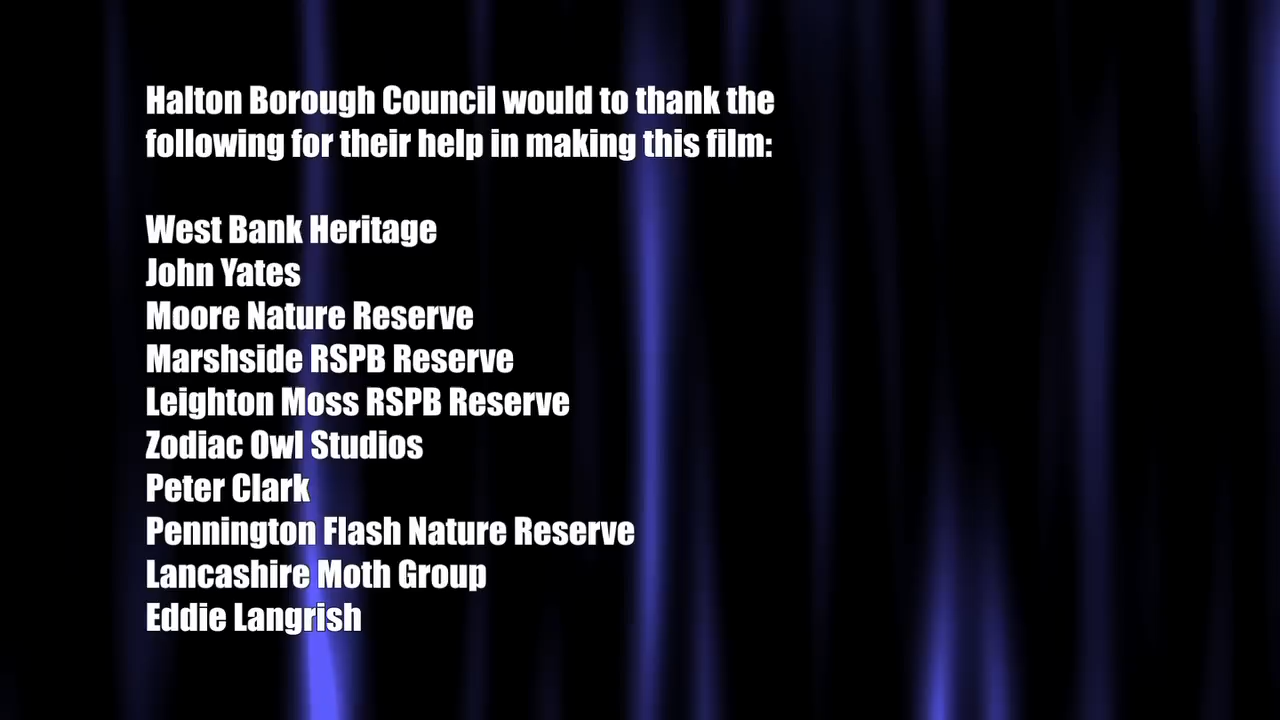 Halton Borough Council would to thank the
following for their help in making this film:
West Bank Heritage
John Yates
Moore Nature Reserve
Marshside RSPB Reserve
Leighton Moss RSPB Reserve
Zodiac Owl Studios
Peter Clark
Pennington Flash Nature Reserve
Lancashire Moth Group
Eddie Langrish